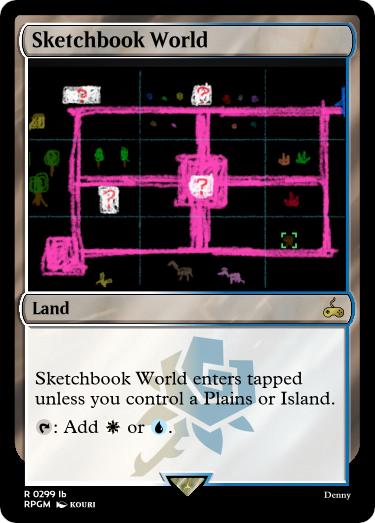 Sketchbook World
?
?
?
?
Land
Sketchbook World enters tapped
unless you control a Plains or Island.
: Add or .
R 0299 Ib
RPGM KOURI
Denny